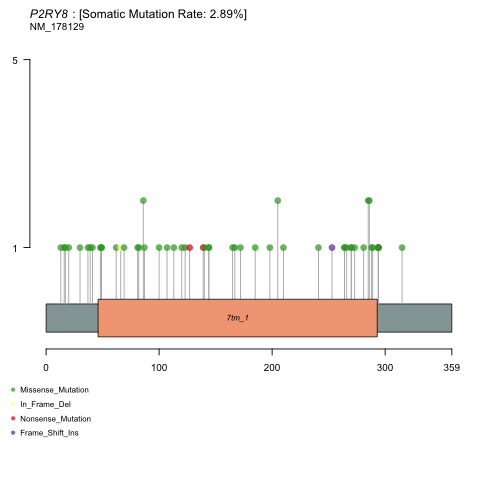 P2RY8 : [Somatic Mutation Rate: 2.89%]
NM_178129
5
1
7tm_1
0 100 200 300 359
Missense_Mutation
In_Frame_Del
Nonsense_Mutation
Frame_Shift_Ins